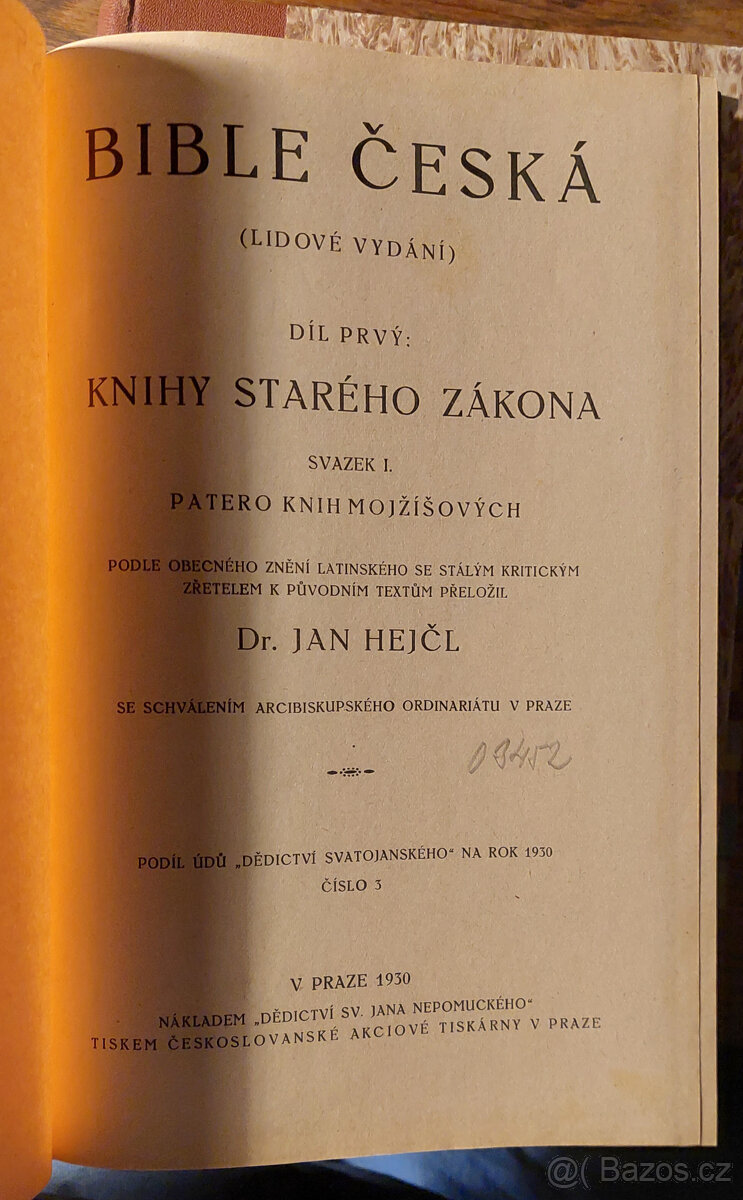 BIBLE ČESKÁ
(LIDOVÉ VYDÁNÍ)
DÍL PRVÝ:
KNIHY STARÉHO ZÁKONA
SVAZEK I.
PATERO KNIH MOJŽÍŠOVÝCH
PODLE OBECNÉHO ZNĚNÍ LATINSKÉHO SE STÁLÝM KRITICKÝM
ZŘETELEM K PŮVODNÍM TEXTŮM PŘELOŽIL
Dr. JAN HEJČL
SE SCHVÁLENÍM ARCIBISKUPSKÉHO ORDINARIÁTU V PRAZE
03452
PODÍL ÚDŮ „DĚDICTVÍ SVATOJANSKÉHO“ NA ROK 1930
ČÍSLO 3
V PRAZE 1930
NÁKLADEM „DĚDICTVÍ SV. JANA NEPOMUCKÉHO“
TISKEM ČESKOSLOVANSKÉ AKCIOVÉ TISKÁRNY V PRAZE
@( Bazos.cz